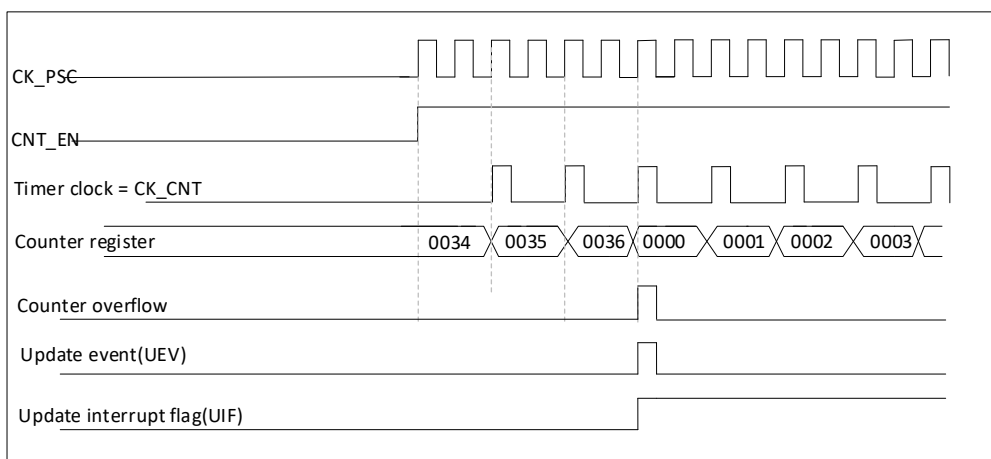 CK_PSC
CNT_EN
Timer clock = CK_CNT
Counter register 0034 0035 0036 0000 0001 0002 0003
Counter overflow
Update event(UEV)
Update interrupt flag(UIF)